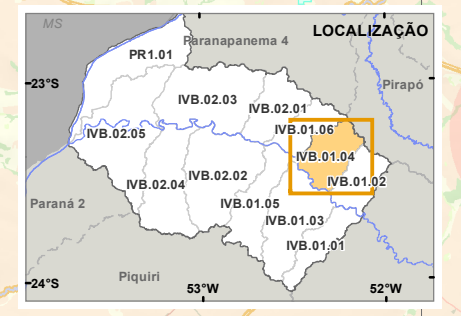 MS
Paranapanema 4
LOCALIZAÇÃO
PR1.01
-23°S
Pirapó
IVB.02.03
IVB.02.01
IVB.02.05
IVB.01.06
IVB.01.04
IVB.02.04
IVB.02.02
IVB.01.02
Paraná 2
IVB.01.05
IVB.01.03
IVB.01.01
Piquiri
-24°S
53°W
52°W